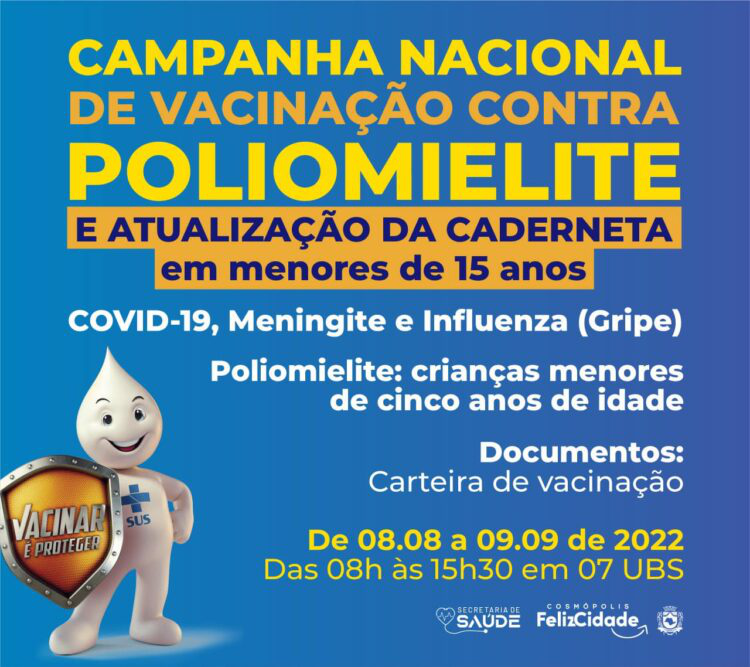 CAMPANHA NACIONAL
DE VACINAÇÃO CONTRA
POLIOMIELITE
E ATUALIZAÇÃO DA CADERNETA
em menores de 15 anos
COVID-19, Meningite e Influenza (Gripe)
Poliomielite: crianças menores
de cinco anos de idade
Documentos:
Carteira de vacinação
SUS
VACINAR
É PROTEGER
De 08.08 a 09.09 de 2022
Das 08h às 15h30 em 07 UBS
SECRETARIA DE
SAÚDE
COSMÓPOLIS
FelizCidade